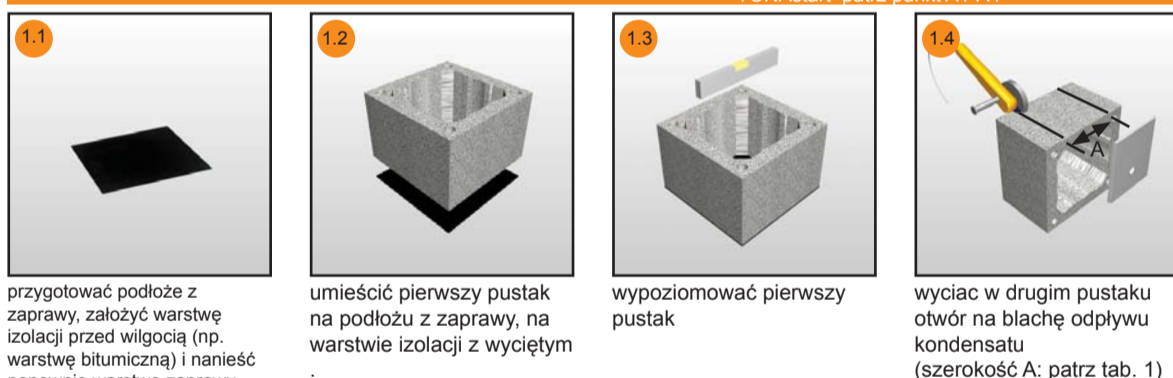 1.1
przygotować podłoże z
zaprawy, założyć warstwę
izolacji przed wilgocią (np.
warstwę bitumiczną) i nanieść
1.2
umieścić pierwszy pustak
na podłożu z zaprawy, na
warstwie izolacji z wyciętym
1.3
wypoziomować pierwszy
pustak
1.4
A
wyciac w drugim pustaku
otwór na blachę odpływu
kondensatu
(szerokość A: patrz tab. 1)